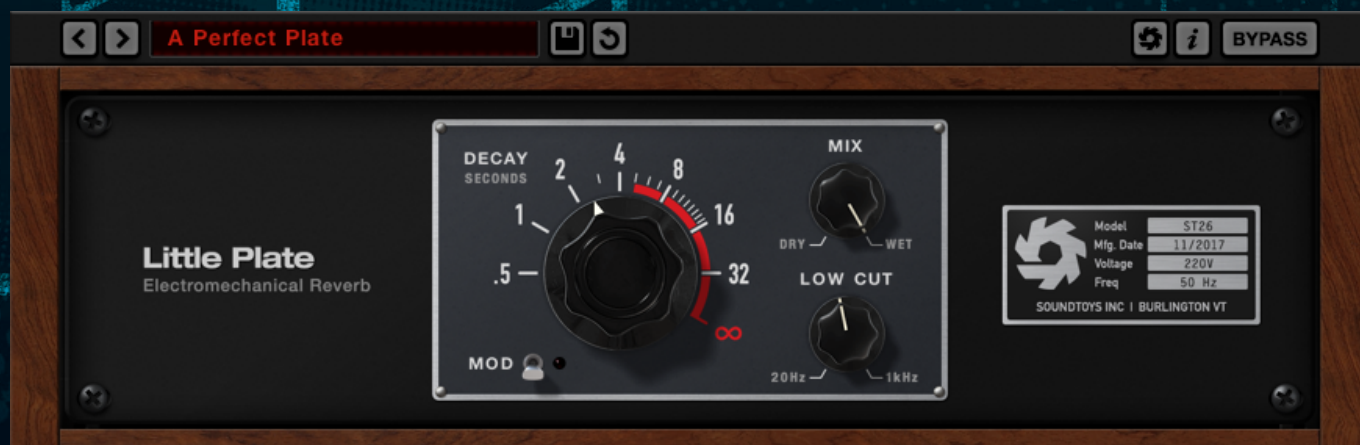 A Perfect Plate
i
BYPASS
DECAY
SECONDS
.5
1
2
4
8
16
32
∞
MOD
MIX
DRY
WET
LOW CUT
20Hz
1kHz
Little Plate
Electromechanical Reverb
Model ST26
Mfg. Date 11/2017
Voltage 220V
Freq 50 Hz
SOUNDTOYS INC | BURLINGTON VT